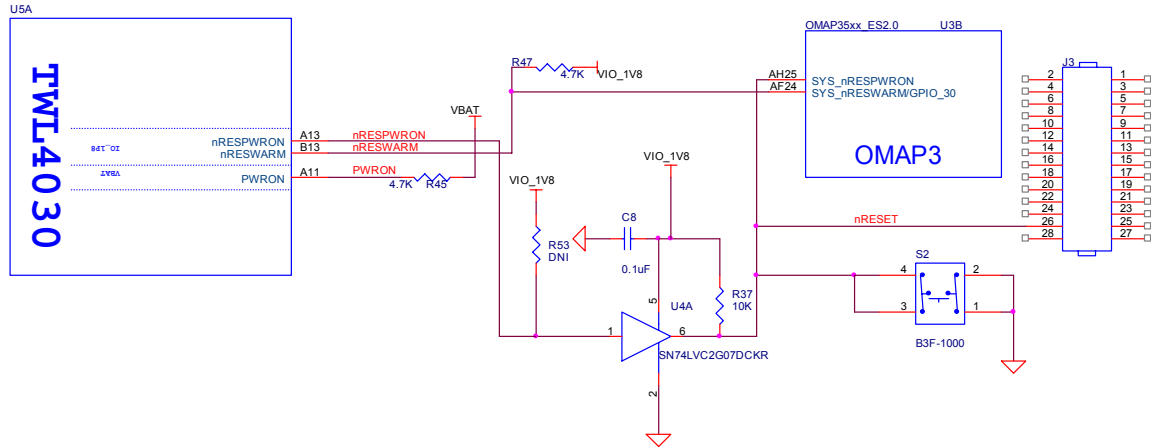 U5A
TWL4030
IO_1P8
VBAT
nRESPWRON
nRESWARM
PWRON
A13
B13
A11
nRESPWRON
nRESWARM
PWRON
4.7K
R45
VBAT
R47
4.7K
VIO_1V8
VIO_1V8
R53
DNI
C8
0.1uF
VIO_1V8
R37
10K
U4A
1
5
6
2
SN74LVC2G07DCKR
OMAP35xx_ES2.0
U3B
AH25
AF24
SYS_nRESPWRON
SYS_nRESWARM/GPIO_30
OMAP3
nRESET
J3
2 1
4 3
6 5
8 7
10 9
12 11
14 13
16 15
18 17
20 19
22 21
24 23
26 25
28 27
S2
4 2
3 1
B3F-1000